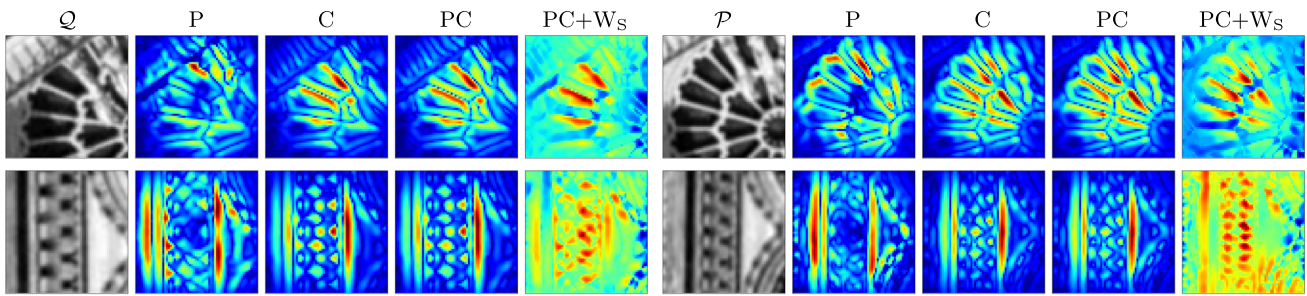 𝒬 P C PC PC+W_S 𝒫 P C PC PC+W_S